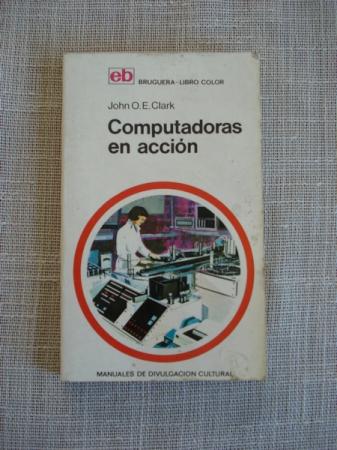 eb BRUGUERA-LIBRO COLOR
John O.E.Clark
Computadoras
en acción
MANUALES DE DIVULGACION CULTURAL